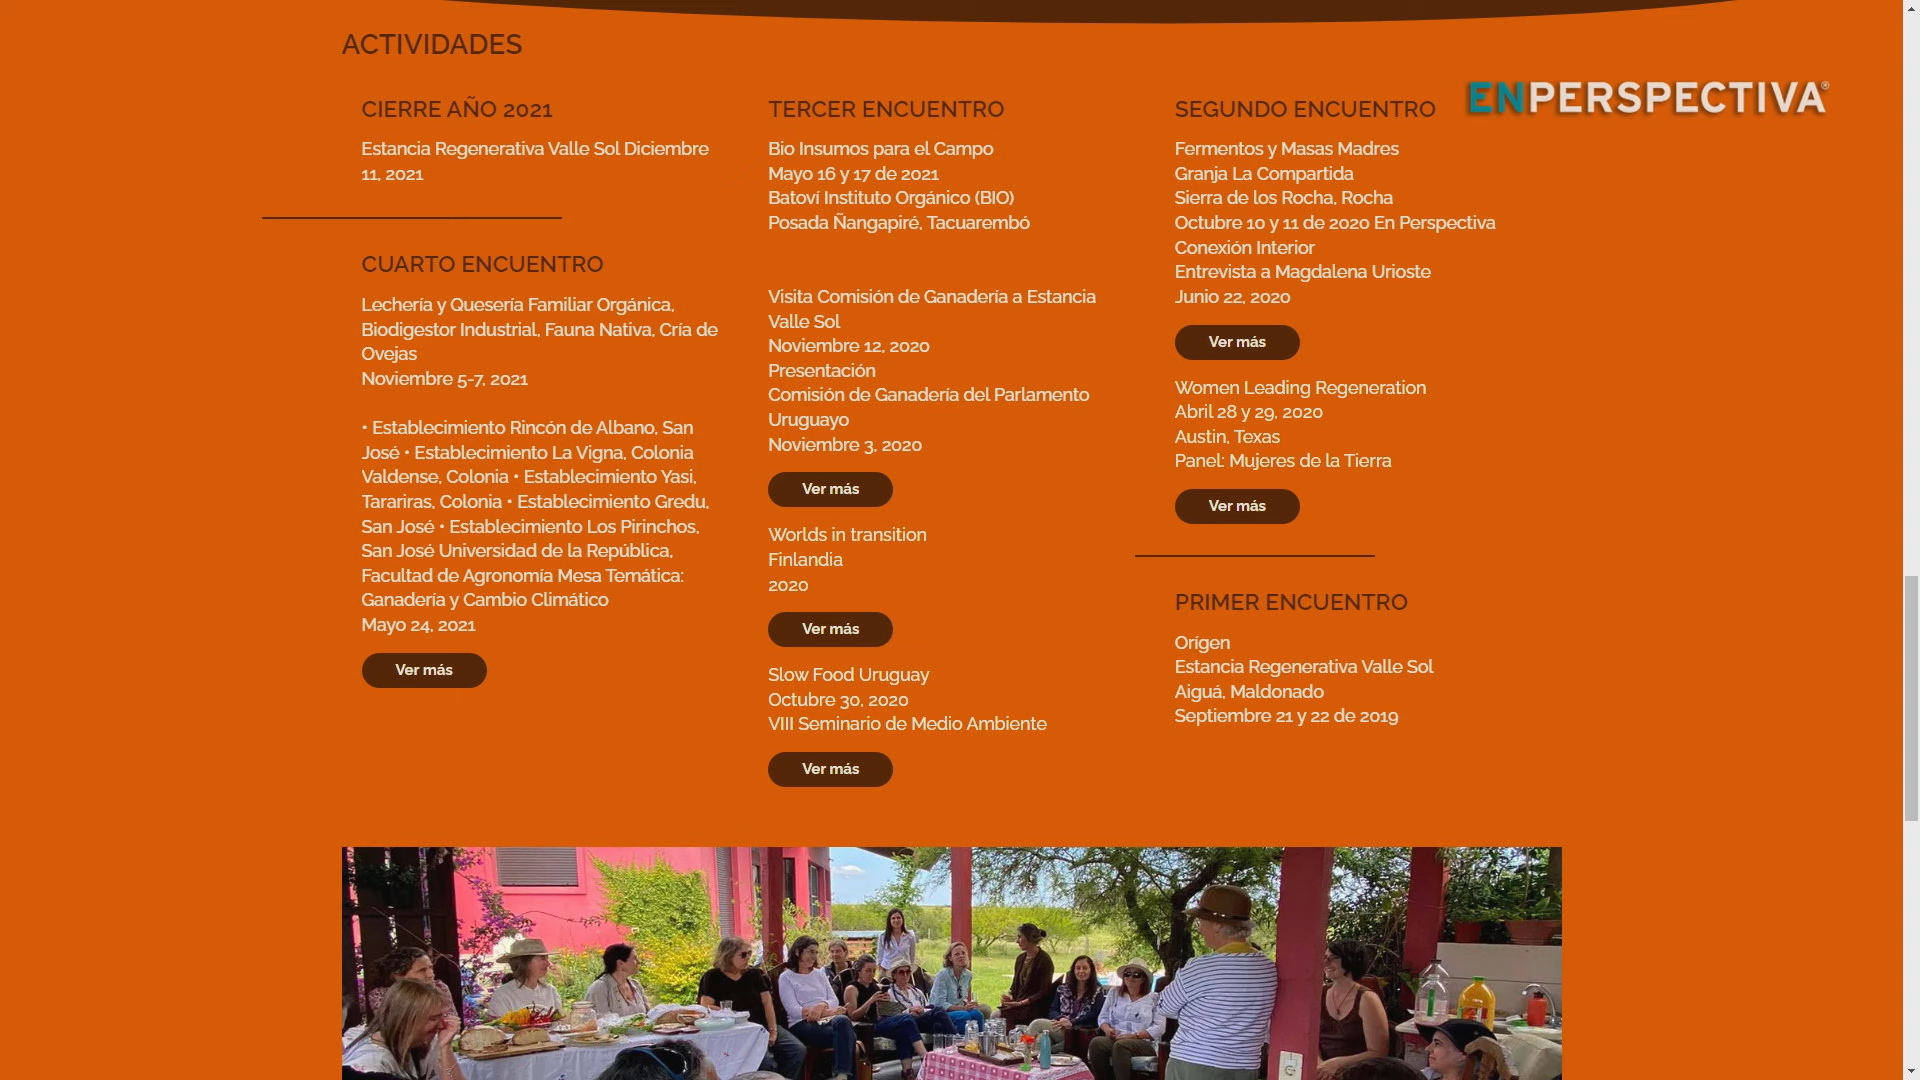 ACTIVIDADES
ENPERSPECTIVA®
CIERRE AÑO 2021
Estancia Regenerativa Valle Sol Diciembre
11, 2021
CUARTO ENCUENTRO
Lechería y Quesería Familiar Orgánica,
Biodigestor Industrial, Fauna Nativa, Cría de
Ovejas
Noviembre 5-7, 2021
• Establecimiento Rincón de Albano, San
José • Establecimiento La Vigna, Colonia
Valdense, Colonia • Establecimiento Yasi,
Tarariras, Colonia • Establecimiento Gredu,
San José • Establecimiento Los Pirinchos,
San José Universidad de la República,
Facultad de Agronomía Mesa Temática:
Ganadería y Cambio Climático
Mayo 24, 2021
Ver más
TERCER ENCUENTRO
Bio Insumos para el Campo
Mayo 16 y 17 de 2021
Batoví Instituto Orgánico (BIO)
Posada Ñangapiré, Tacuarembó
Visita Comisión de Ganadería a Estancia
Valle Sol
Noviembre 12, 2020
Presentación
Comisión de Ganadería del Parlamento
Uruguayo
Noviembre 3, 2020
Ver más
Worlds in transition
Finlandia
2020
Ver más
Slow Food Uruguay
Octubre 30, 2020
VIII Seminario de Medio Ambiente
Ver más
SEGUNDO ENCUENTRO
Fermentos y Masas Madres
Granja La Compartida
Sierra de los Rocha, Rocha
Octubre 10 y 11 de 2020 En Perspectiva
Conexión Interior
Entrevista a Magdalena Urioste
Junio 22, 2020
Ver más
Women Leading Regeneration
Abril 28 y 29, 2020
Austin, Texas
Panel: Mujeres de la Tierra
Ver más
PRIMER ENCUENTRO
Orígen
Estancia Regenerativa Valle Sol
Aiguá, Maldonado
Septiembre 21 y 22 de 2019